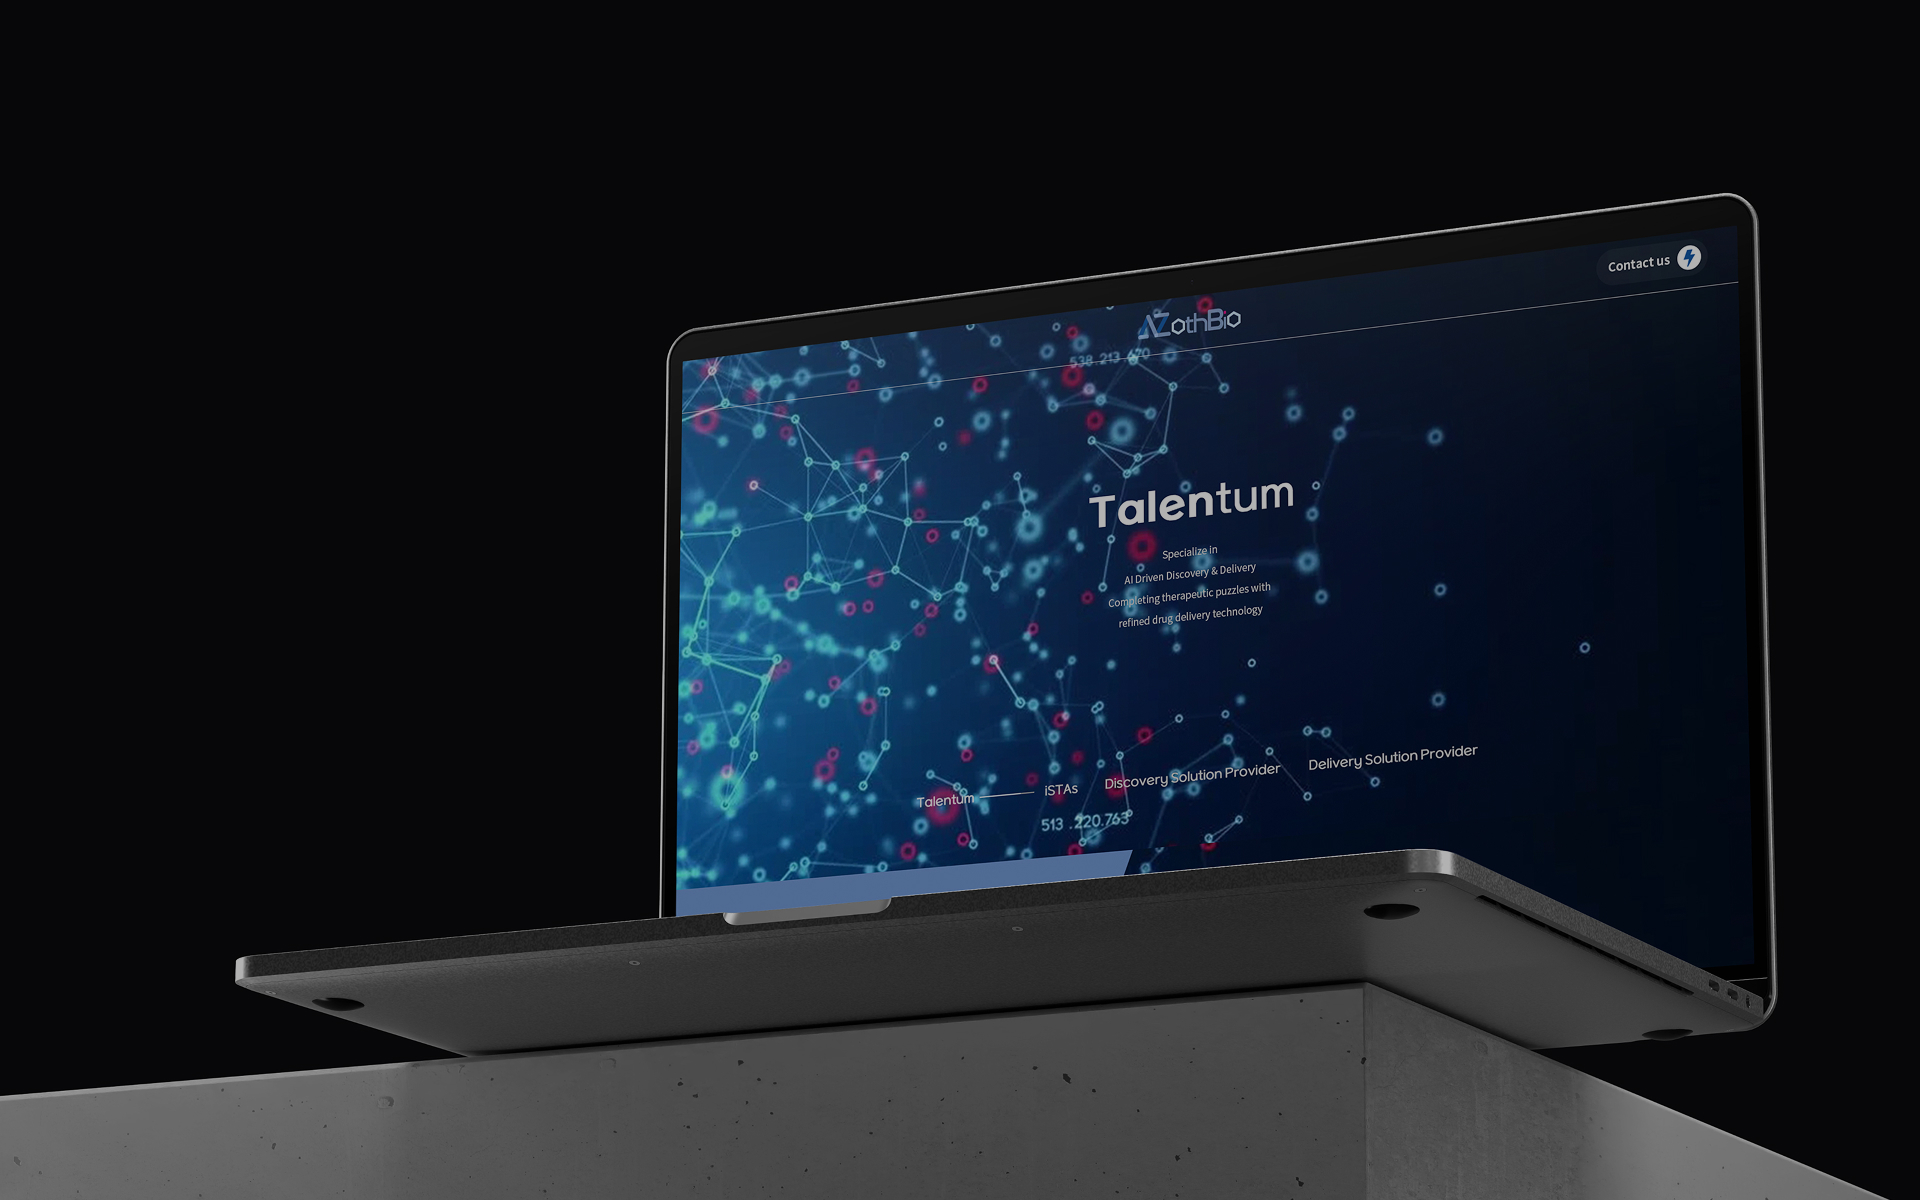 Contact us
AZothBio
538.213.670
Talentum
Specialize in
AI Driven Discovery & Delivery
Completing therapeutic puzzles with
refined drug delivery technology
Talentum iSTAs Discovery Solution Provider Delivery Solution Provider
513 .220.763